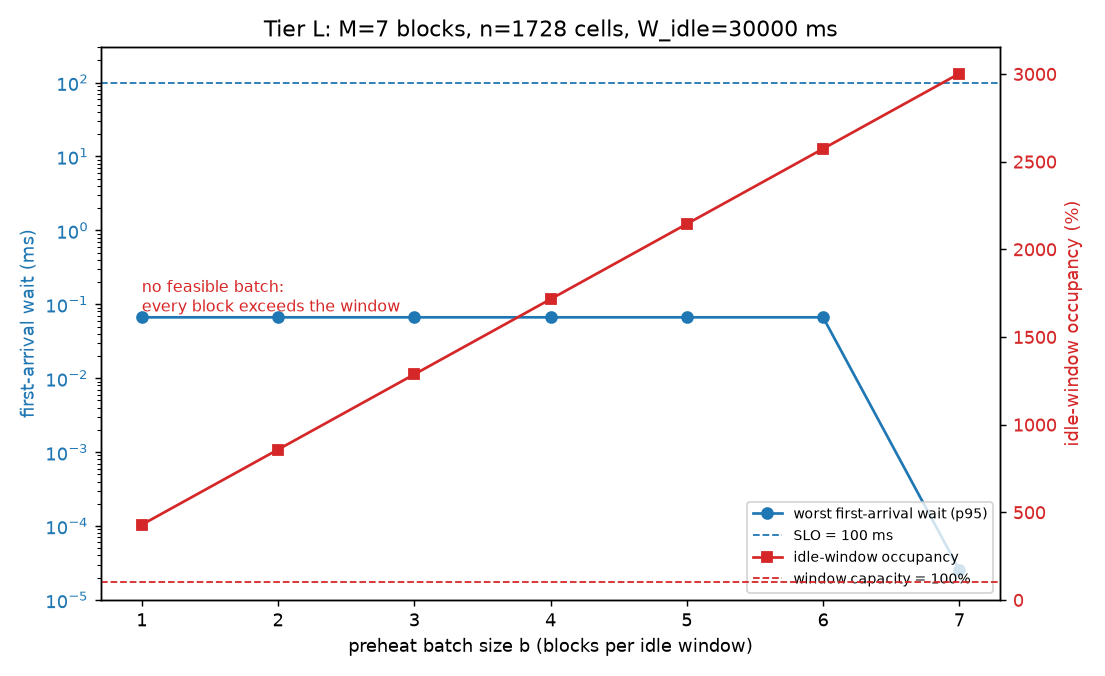 Tier L: M=7 blocks, n=1728 cells, W_idle=30000 ms
first-arrival wait (ms)
10²
10¹
10⁰
10⁻¹
10⁻²
10⁻³
10⁻⁴
10⁻⁵
no feasible batch:
every block exceeds the window
3000
2500
2000
1500
1000
500
0
idle-window occupancy (%)
worst first-arrival wait (p95)
SLO = 100 ms
idle-window occupancy
window capacity = 100%
1 2 3 4 5 6 7
preheat batch size b (blocks per idle window)